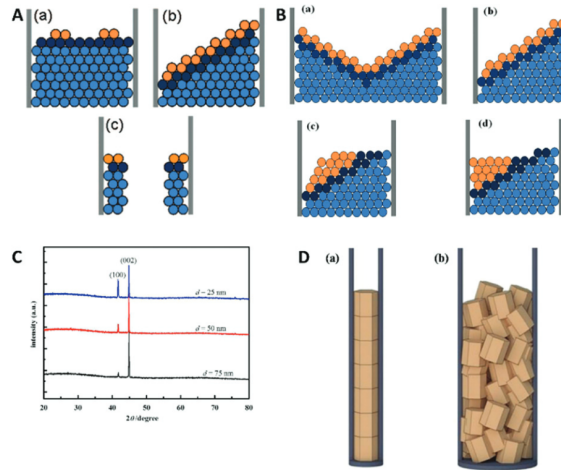 A
(a)
(b)
(c)
B
(a)
(b)
(c)
(d)
C
intensity (a.u.)
(002)
(100)
d = 25 nm
d = 50 nm
d = 75 nm
20 30 40 50 60 70 80
2θ/degree
D
(a)
(b)